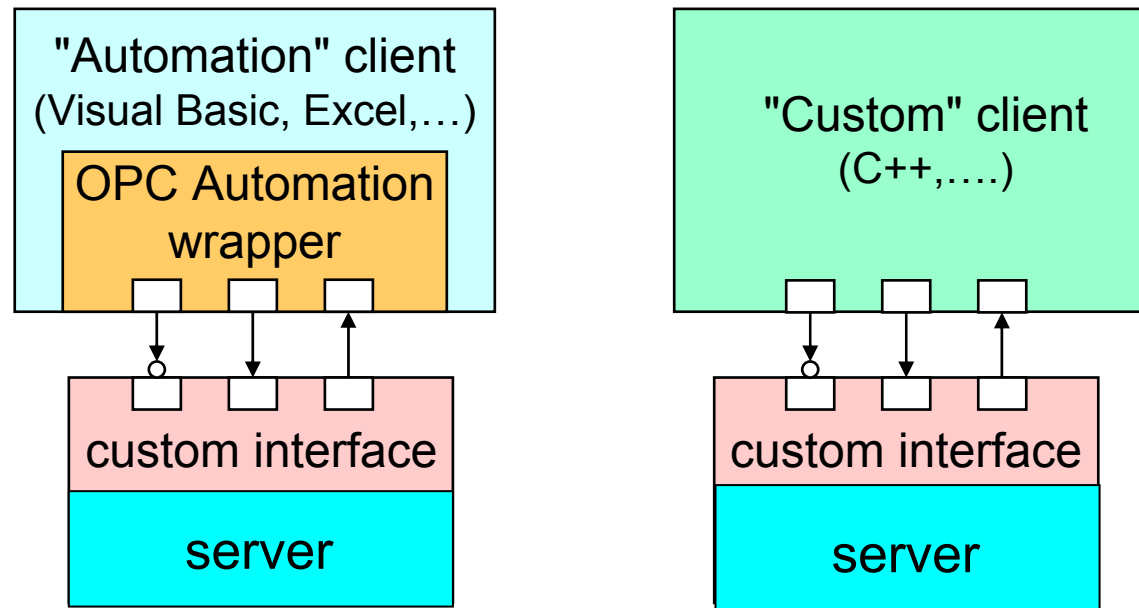 "Automation" client
(Visual Basic, Excel,…)
OPC Automation
wrapper
custom interface
server
"Custom" client
(C++,….)
custom interface
server